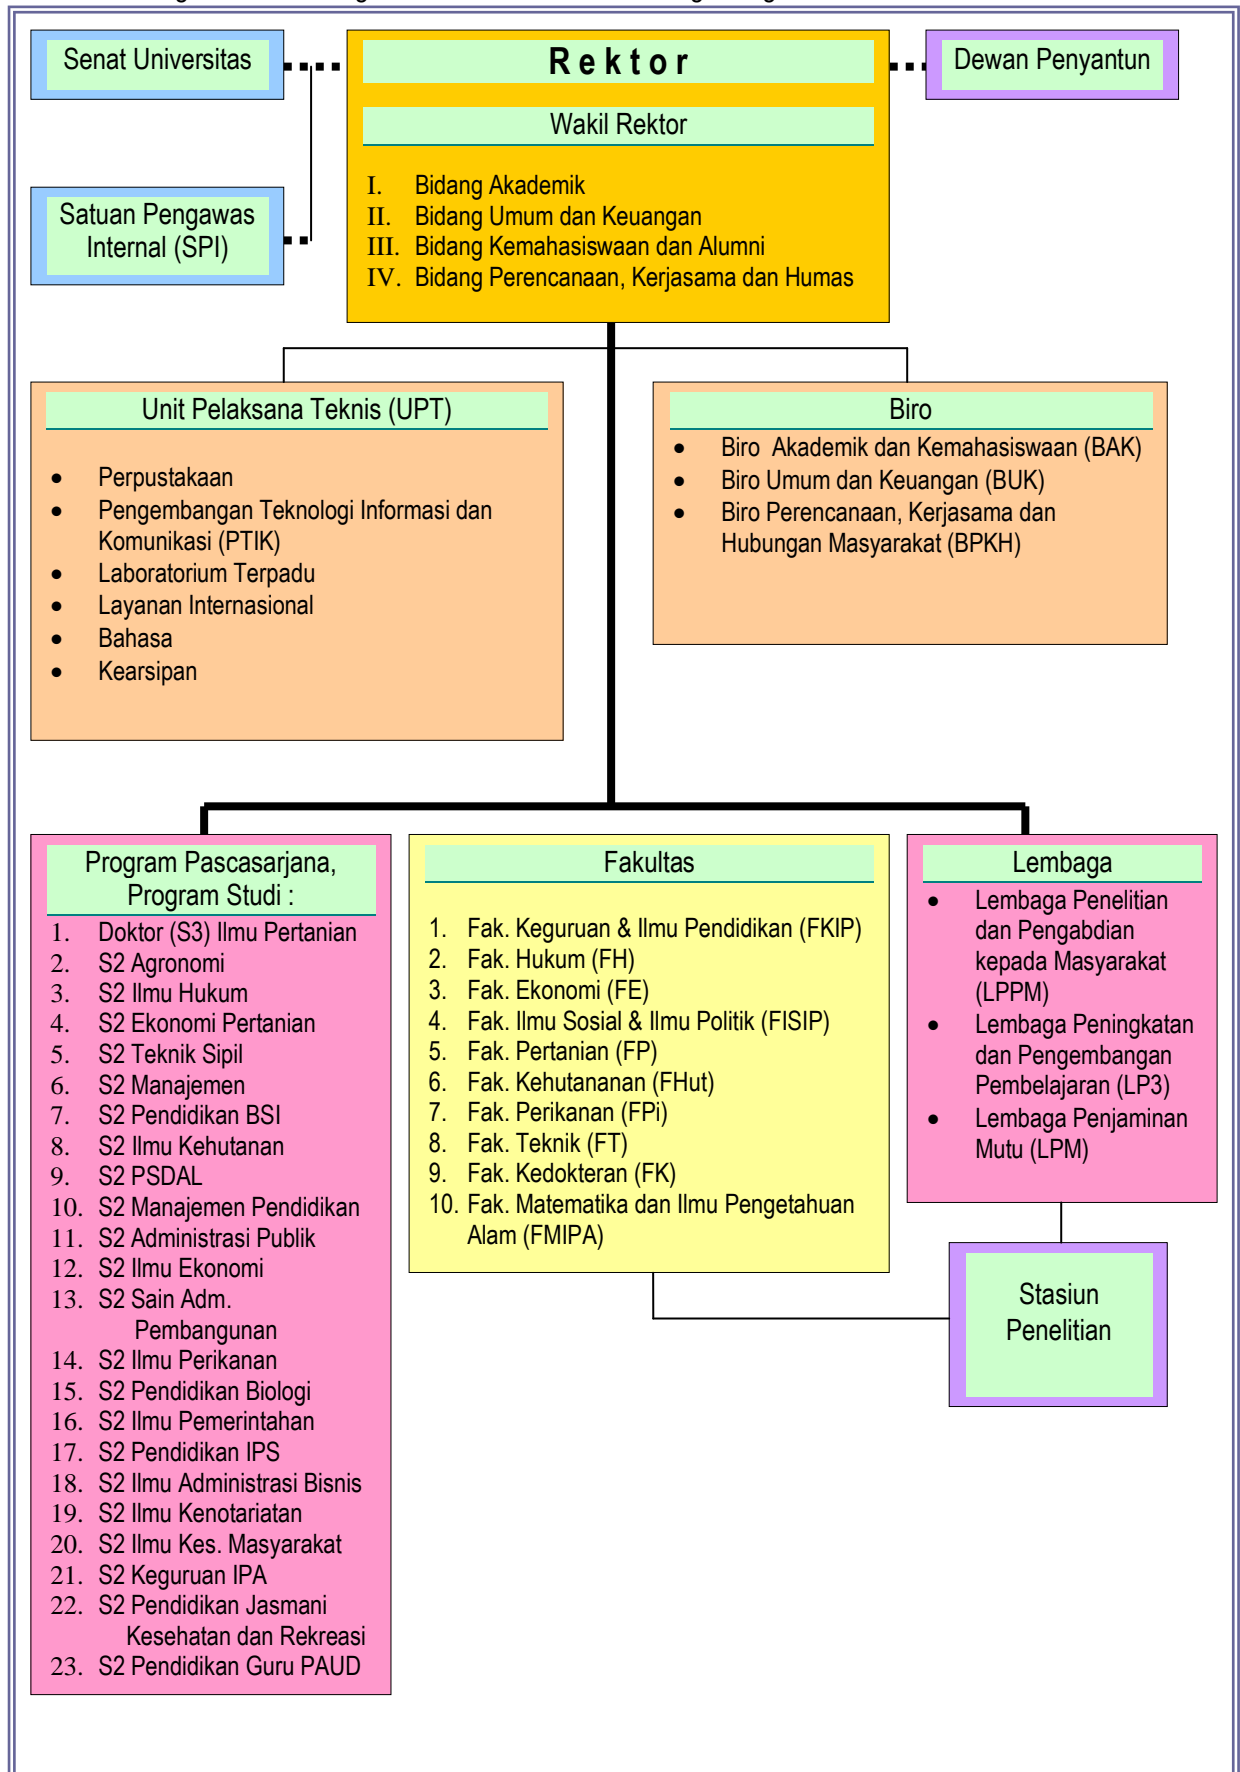 Senat Universitas
Rektor
Dewan Penyantun
Wakil Rektor
I. Bidang Akademik
II. Bidang Umum dan Keuangan
III. Bidang Kemahasiswaan dan Alumni
IV. Bidang Perencanaan, Kerjasama dan Humas
Satuan Pengawas
Internal (SPI)
Unit Pelaksana Teknis (UPT)
• Perpustakaan
• Pengembangan Teknologi Informasi dan
Komunikasi (PTIK)
• Laboratorium Terpadu
• Layanan Internasional
• Bahasa
• Kearsipan
Biro
• Biro Akademik dan Kemahasiswaan (BAK)
• Biro Umum dan Keuangan (BUK)
• Biro Perencanaan, Kerjasama dan
Hubungan Masyarakat (BPKH)
Program Pascasarjana,
Program Studi :
1. Doktor (S3) Ilmu Pertanian
2. S2 Agronomi
3. S2 Ilmu Hukum
4. S2 Ekonomi Pertanian
5. S2 Teknik Sipil
6. S2 Manajemen
7. S2 Pendidikan BSI
8. S2 Ilmu Kehutanan
9. S2 PSDAL
10. S2 Manajemen Pendidikan
11. S2 Administrasi Publik
12. S2 Ilmu Ekonomi
13. S2 Sain Adm.
Pembangunan
14. S2 Ilmu Perikanan
15. S2 Pendidikan Biologi
16. S2 Ilmu Pemerintahan
17. S2 Pendidikan IPS
18. S2 Ilmu Administrasi Bisnis
19. S2 Ilmu Kenotariatan
20. S2 Ilmu Kes. Masyarakat
21. S2 Keguruan IPA
22. S2 Pendidikan Jasmani
Kesehatan dan Rekreasi
23. S2 Pendidikan Guru PAUD
Fakultas
1. Fak. Keguruan & Ilmu Pendidikan (FKIP)
2. Fak. Hukum (FH)
3. Fak. Ekonomi (FE)
4. Fak. Ilmu Sosial & Ilmu Politik (FISIP)
5. Fak. Pertanian (FP)
6. Fak. Kehutananan (FHut)
7. Fak. Perikanan (FPi)
8. Fak. Teknik (FT)
9. Fak. Kedokteran (FK)
10. Fak. Matematika dan Ilmu Pengetahuan
Alam (FMIPA)
Lembaga
• Lembaga Penelitian
dan Pengabdian
kepada Masyarakat
(LPPM)
• Lembaga Peningkatan
dan Pengembangan
Pembelajaran (LP3)
• Lembaga Penjaminan
Mutu (LPM)
Stasiun
Penelitian